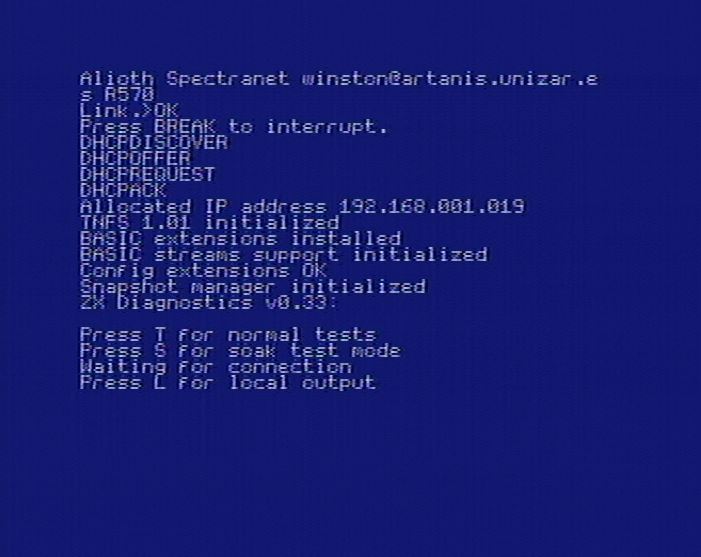 Alioth Spectranet winston@artanis.unizar.e
s R570
Link.>OK
Press BREAK to interrupt.
DHCPDISCOVER
DHCPOFFER
DHCPREQUEST
DHCPACK
Allocated IP address 192.168.001.019
TNFS 1.01 initialized
BASIC extensions installed
BASIC streams support initialized
Config extensions OK
Snapshot manager initialized
ZX Diagnostics v0.33:

Press T for normal tests
Press S for soak test mode
Waiting for connection
Press L for local output